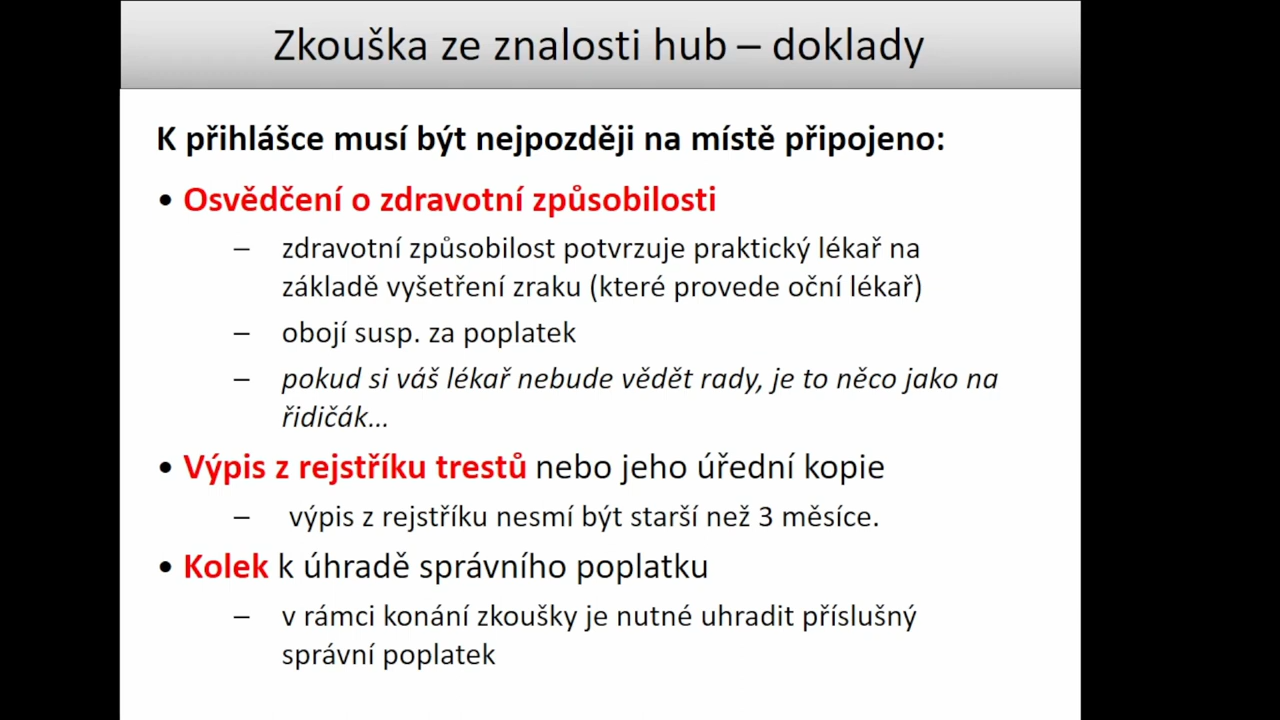 Zkouška ze znalosti hub – doklady
K přihlášce musí být nejpozději na místě připojeno:
• Osvědčení o zdravotní způsobilosti
– zdravotní způsobilost potvrzuje praktický lékař na
základě vyšetření zraku (které provede oční lékař)
– obojí susp. za poplatek
– pokud si váš lékař nebude vědět rady, je to něco jako na
řidičák…
• Výpis z rejstříku trestů nebo jeho úřední kopie
– výpis z rejstříku nesmí být starší než 3 měsíce.
• Kolek k úhradě správního poplatku
– v rámci konání zkoušky je nutné uhradit příslušný
správní poplatek